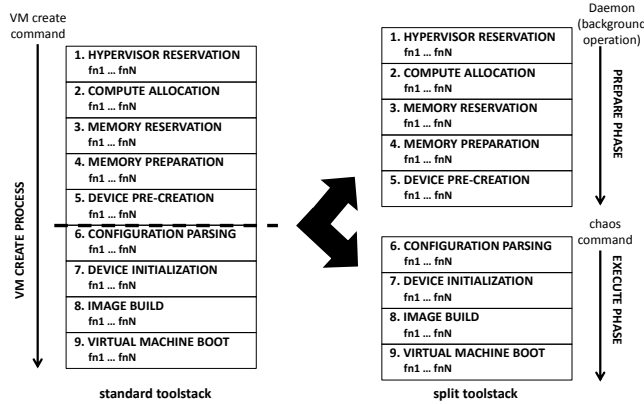 VM create
command
1. HYPERVISOR RESERVATION
fn1 ... fnN
2. COMPUTE ALLOCATION
fn1 ... fnN
3. MEMORY RESERVATION
fn1 ... fnN
4. MEMORY PREPARATION
fn1 ... fnN
5. DEVICE PRE-CREATION
fn1 ... fnN
6. CONFIGURATION PARSING
fn1 ... fnN
7. DEVICE INITIALIZATION
fn1 ... fnN
8. IMAGE BUILD
fn1 ... fnN
9. VIRTUAL MACHINE BOOT
fn1 ... fnN
VM CREATE PROCESS
standard toolstack
Daemon
(background
operation)
1. HYPERVISOR RESERVATION
fn1 ... fnN
2. COMPUTE ALLOCATION
fn1 ... fnN
3. MEMORY RESERVATION
fn1 ... fnN
4. MEMORY PREPARATION
fn1 ... fnN
5. DEVICE PRE-CREATION
fn1 ... fnN
PREPARE PHASE
chaos
command
6. CONFIGURATION PARSING
fn1 ... fnN
7. DEVICE INITIALIZATION
fn1 ... fnN
8. IMAGE BUILD
fn1 ... fnN
9. VIRTUAL MACHINE BOOT
fn1 ... fnN
EXECUTE PHASE
split toolstack